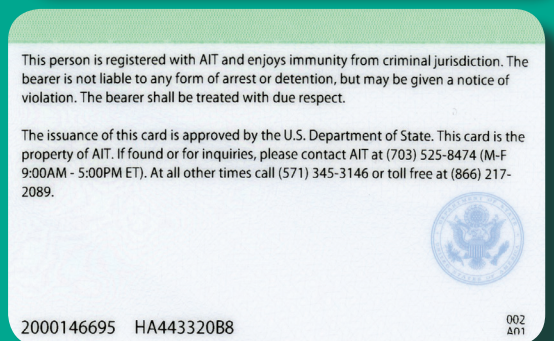 This person is registered with AIT and enjoys immunity from criminal jurisdiction. The
bearer is not liable to any form of arrest or detention, but may be given a notice of
violation. The bearer shall be treated with due respect.
The issuance of this card is approved by the U.S. Department of State. This card is the
property of AIT. If found or for inquiries, please contact AIT at (703) 525-8474 (M-F
9:00AM - 5:00PM ET). At all other times call (571) 345-3146 or toll free at (866) 217-
2089.
2000146695 HA443320B8
002
A01